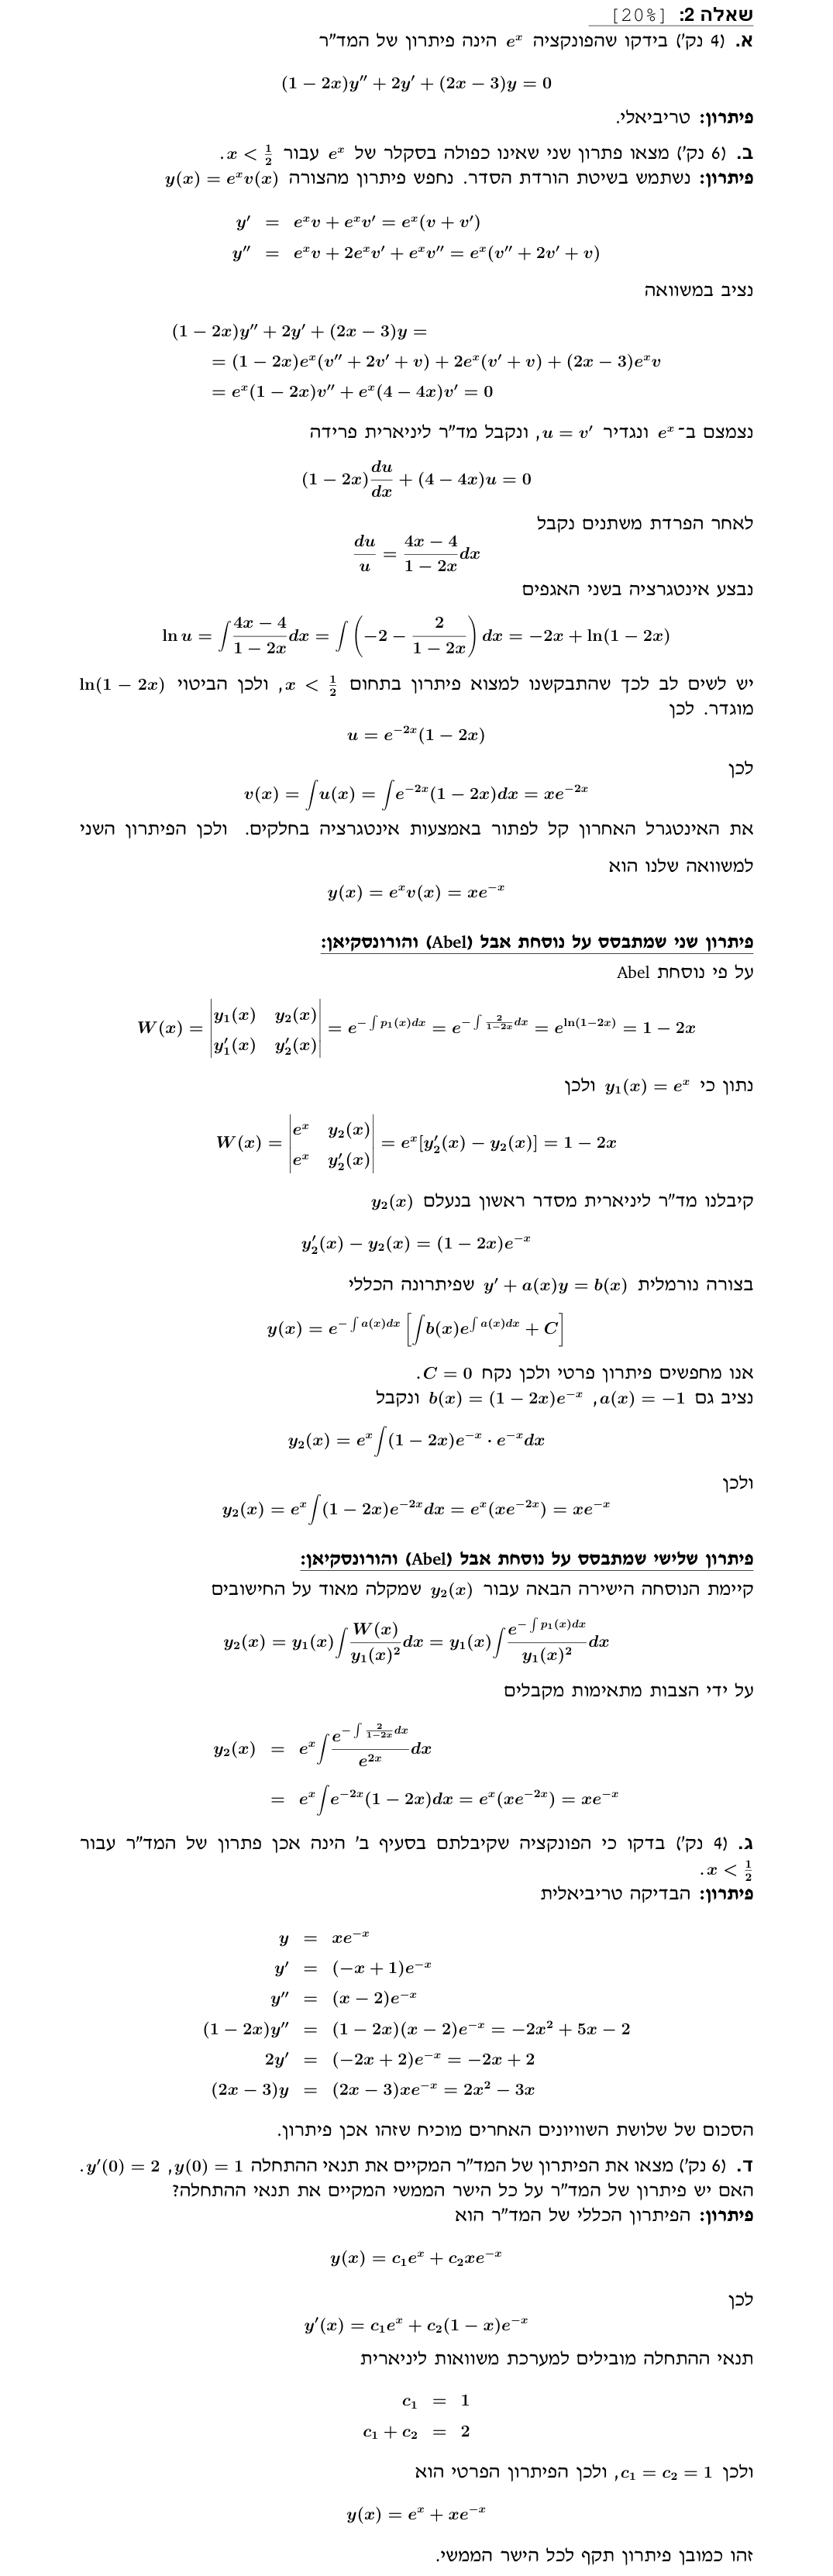 שאלה 2: [20%]
א. (4 נק') בידקו שהפונקציה e^x הינה פיתרון של המד"ר
(1 − 2x)y″ + 2y′ + (2x − 3)y = 0
פיתרון: טריביאלי.
ב. (6 נק') מצאו פתרון שני שאינו כפולה בסקלר של e^x עבור x < 1/2.
פיתרון: נשתמש בשיטת הורדת הסדר. נחפש פיתרון מהצורה y(x) = e^x v(x)
y′ = e^x v + e^x v′ = e^x(v + v′)
y″ = e^x v + 2e^x v′ + e^x v″ = e^x(v″ + 2v′ + v)
נציב במשוואה
(1 − 2x)y″ + 2y′ + (2x − 3)y =
= (1 − 2x)e^x(v″ + 2v′ + v) + 2e^x(v′ + v) + (2x − 3)e^x v
= e^x(1 − 2x)v″ + e^x(4 − 4x)v′ = 0
נצמצם ב־e^x ונגדיר u = v′, ונקבל מד"ר ליניארית פרידה
(1 − 2x) du/dx + (4 − 4x)u = 0
לאחר הפרדת משתנים נקבל
du/u = (4x − 4)/(1 − 2x) dx
נבצע אינטגרציה בשני האגפים
ln u = ∫ (4x − 4)/(1 − 2x) dx = ∫ (−2 − 2/(1 − 2x)) dx = −2x + ln(1 − 2x)
יש לשים לב לכך שהתבקשנו למצוא פיתרון בתחום x < 1/2, ולכן הביטוי ln(1 − 2x)
מוגדר. לכן
u = e^{−2x}(1 − 2x)
לכן
v(x) = ∫ u(x) = ∫ e^{−2x}(1 − 2x)dx = xe^{−2x}
את האינטגרל האחרון קל לפתור באמצעות אינטגרציה בחלקים. ולכן הפיתרון השני
למשוואה שלנו הוא
y(x) = e^x v(x) = xe^{−x}
פיתרון שני שמתבסס על נוסחת אבל (Abel) והורונסקיאן:
על פי נוסחת Abel
W(x) = |y₁(x) y₂(x); y₁′(x) y₂′(x)| = e^{−∫ p₁(x)dx} = e^{−∫ 2/(1−2x) dx} = e^{ln(1−2x)} = 1 − 2x
נתון כי y₁(x) = e^x ולכן
W(x) = |e^x y₂(x); e^x y₂′(x)| = e^x[y₂′(x) − y₂(x)] = 1 − 2x
קיבלנו מד"ר ליניארית מסדר ראשון בנעלם y₂(x)
y₂′(x) − y₂(x) = (1 − 2x)e^{−x}
בצורה נורמלית y′ + a(x)y = b(x) שפיתרונה הכללי
y(x) = e^{−∫ a(x)dx} [∫ b(x)e^{∫ a(x)dx} + C]
אנו מחפשים פיתרון פרטי ולכן נקח C = 0.
נציב גם a(x) = −1, b(x) = (1 − 2x)e^{−x} ונקבל
y₂(x) = e^x ∫ (1 − 2x)e^{−x} · e^{−x}dx
ולכן
y₂(x) = e^x ∫ (1 − 2x)e^{−2x}dx = e^x(xe^{−2x}) = xe^{−x}
פיתרון שלישי שמתבסס על נוסחת אבל (Abel) והורונסקיאן:
קיימת הנוסחה הישירה הבאה עבור y₂(x) שמקלה מאוד על החישובים
y₂(x) = y₁(x) ∫ W(x)/y₁(x)² dx = y₁(x) ∫ e^{−∫ p₁(x)dx}/y₁(x)² dx
על ידי הצבות מתאימות מקבלים
y₂(x) = e^x ∫ e^{−∫ 2/(1−2x) dx}/e^{2x} dx
= e^x ∫ e^{−2x}(1 − 2x)dx = e^x(xe^{−2x}) = xe^{−x}
ג. (4 נק') בדקו כי הפונקציה שקיבלתם בסעיף ב' הינה אכן פתרון של המד"ר עבור
x < 1/2.
פיתרון: הבדיקה טריביאלית
y = xe^{−x}
y′ = (−x + 1)e^{−x}
y″ = (x − 2)e^{−x}
(1 − 2x)y″ = (1 − 2x)(x − 2)e^{−x} = −2x² + 5x − 2
2y′ = (−2x + 2)e^{−x} = −2x + 2
(2x − 3)y = (2x − 3)xe^{−x} = 2x² − 3x
הסכום של שלושת השוויונים האחרים מוכיח שזהו אכן פיתרון.
ד. (6 נק') מצאו את הפיתרון של המד"ר המקיים את תנאי ההתחלה y(0) = 1, y′(0) = 2.
האם יש פיתרון של המד"ר על כל הישר הממשי המקיים את תנאי ההתחלה?
פיתרון: הפיתרון הכללי של המד"ר הוא
y(x) = c₁e^x + c₂xe^{−x}
לכן
y′(x) = c₁e^x + c₂(1 − x)e^{−x}
תנאי ההתחלה מובילים למערכת משוואות ליניארית
c₁ = 1
c₁ + c₂ = 2
ולכן c₁ = c₂ = 1, ולכן הפיתרון הפרטי הוא
y(x) = e^x + xe^{−x}
זהו כמובן פיתרון תקף לכל הישר הממשי.